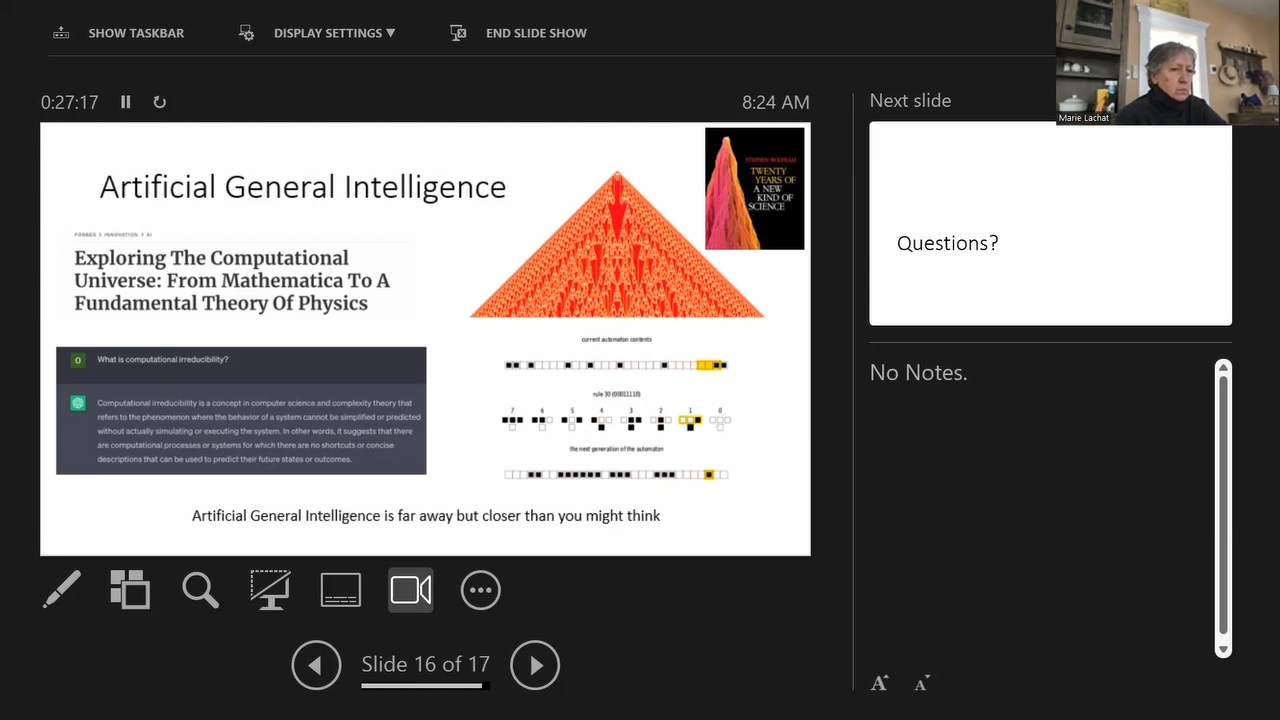 SHOW TASKBAR
DISPLAY SETTINGS ▼
END SLIDE SHOW
0:27:17
8:24 AM
Next slide
Marie Lachat
Artificial General Intelligence
STEPHEN WOLFRAM
TWENTY
YEARS OF
A NEW
KIND OF
SCIENCE
FORBES > INNOVATION > AI
Exploring The Computational
Universe: From Mathematica To A
Fundamental Theory Of Physics
What is computational irreducibility?
Computational irreducibility is a concept in computer science and complexity theory that
refers to the phenomenon where the behavior of a system cannot be simplified or predicted
without actually simulating or executing the system. In other words, it suggests that there
are computational processes or systems for which there are no shortcuts or concise
descriptions that can be used to predict their future states or outcomes.
current automaton contents
rule 30 (00011110)
7 6 5 4 3 2 1 0
the next generation of the automaton
Artificial General Intelligence is far away but closer than you might think
Questions?
No Notes.
Slide 16 of 17
A A